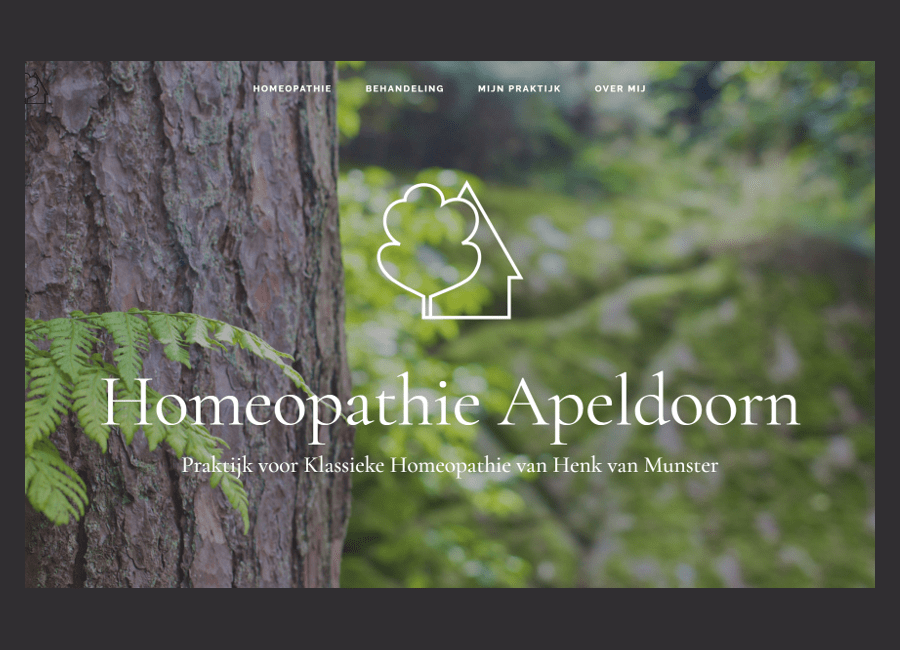 HOMEOPATHIE BEHANDELING MIJN PRAKTIJK OVER MIJ
Homeopathie Apeldoorn
Praktijk voor Klassieke Homeopathie van Henk van Munster